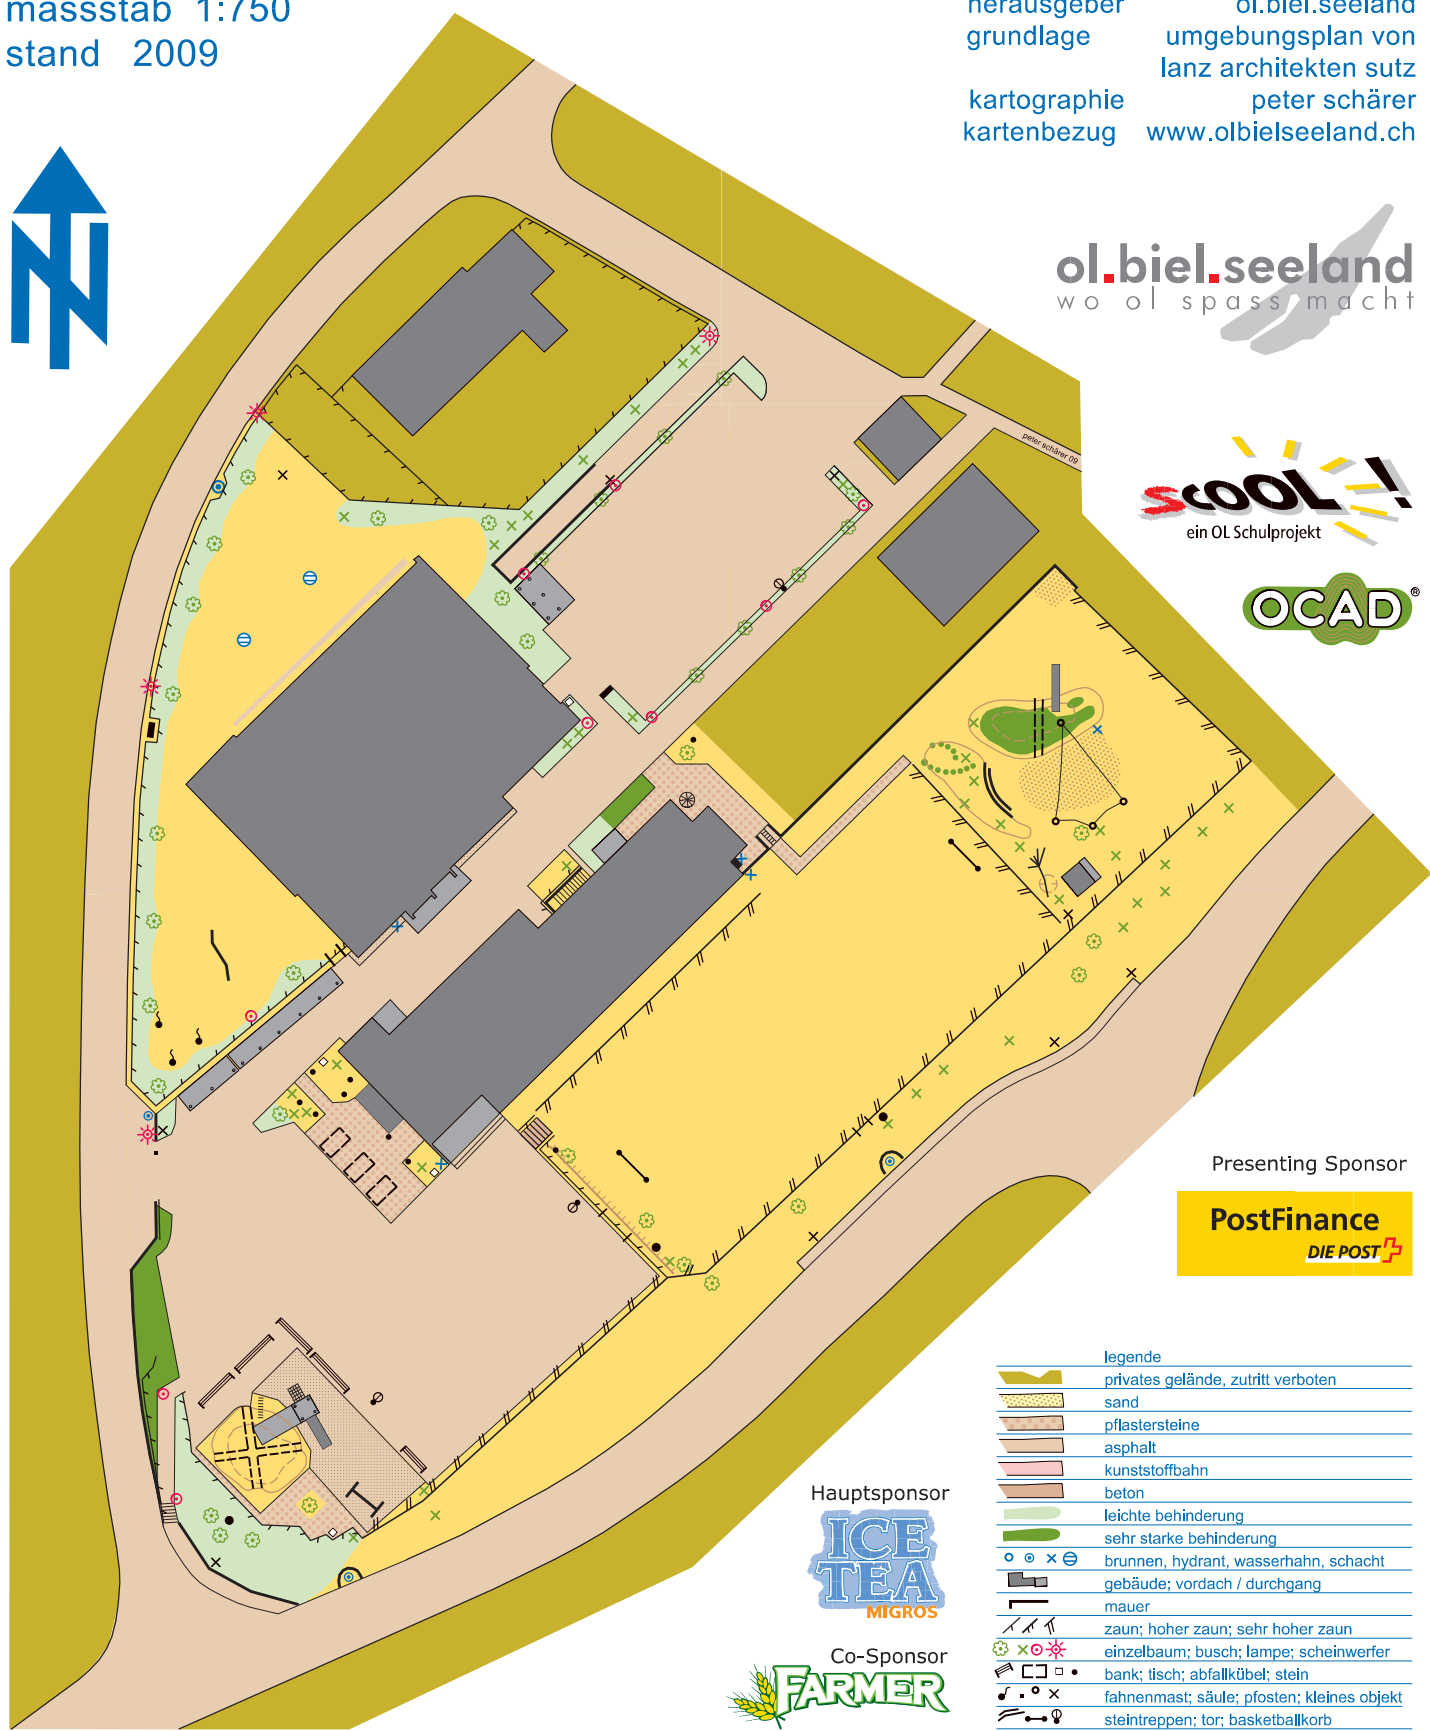 massstab 1:750
stand 2009
herausgeber ol.biel.seeland
grundlage umgebungsplan von
lanz architekten sutz
kartographie peter schärer
kartenbezug www.olbielseeland.ch
N
ol.biel.seeland
wo ol spass macht
peter schärer 09
scooL!
ein OL Schulprojekt
OCAD®
Presenting Sponsor
PostFinance
DIE POST
legende
privates gelände, zutritt verboten
sand
pflastersteine
asphalt
kunststoffbahn
beton
leichte behinderung
sehr starke behinderung
brunnen, hydrant, wasserhahn, schacht
gebäude; vordach / durchgang
mauer
zaun; hoher zaun; sehr hoher zaun
einzelbaum; busch; lampe; scheinwerfer
bank; tisch; abfallkübel; stein
fahnenmast; säule; pfosten; kleines objekt
steintreppen; tor; basketballkorb
Hauptsponsor
ICE
TEA
MIGROS
Co-Sponsor
FARMER